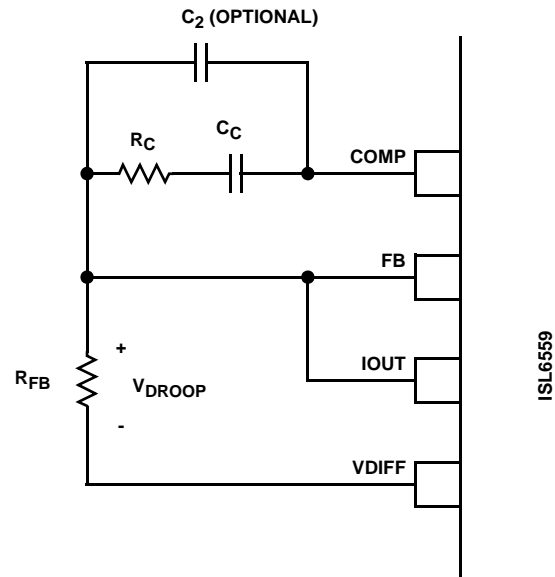 C2 (OPTIONAL)
RC
CC
COMP
FB
+
RFB
VDROOP
IOUT
ISL6559
-
VDIFF